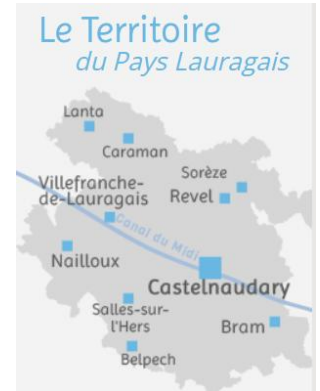 Le Territoire
du Pays Lauragais
Lanta
Caraman
Sorèze
Villefranche-
de-Lauragais
Revel
Canal du Midi
Nailloux
Castelnaudary
Salles-sur-
l'Hers
Bram
Belpech